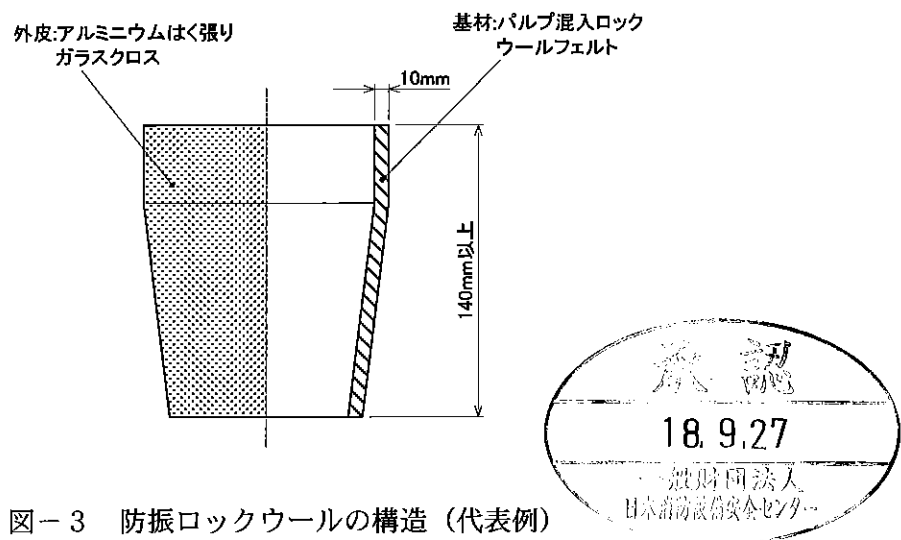 外皮:アルミニウムはく張り
ガラスクロス
基材:パルプ混入ロック
ウールフェルト
10mm
140mm以上
承認
18.9.27
一般財団法人
日本消防設備安全センター
図－3　防振ロックウールの構造（代表例）